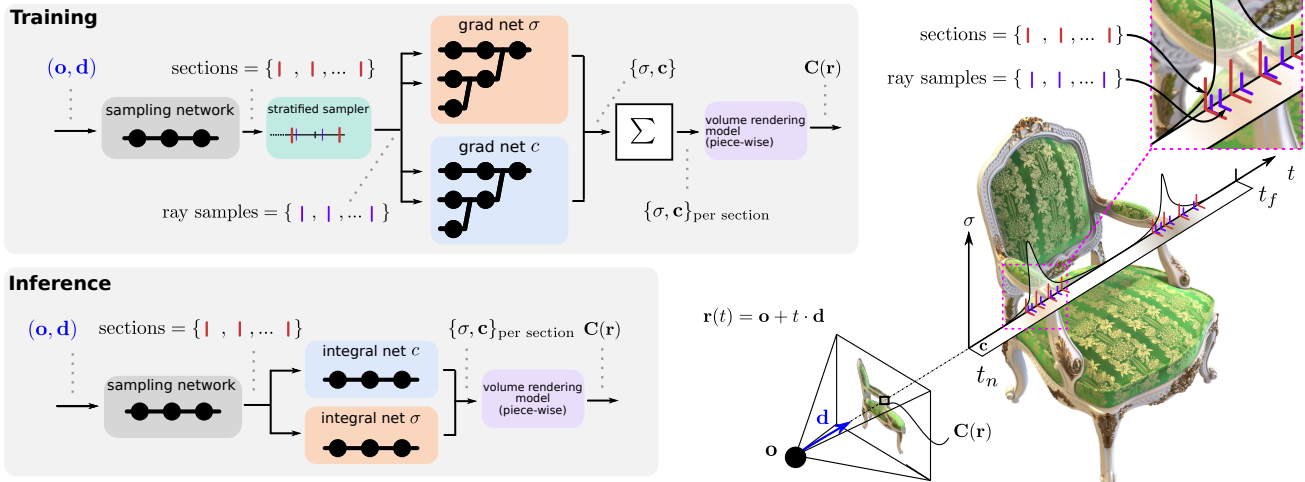 Training
(o, d)
sections = {| , | ,... |}
sampling network
stratified sampler
grad net σ
grad net c
ray samples = {| , | ,... |}
{σ, c}
∑
{σ, c}per section
volume rendering
model
(piece-wise)
C(r)
Inference
(o, d)
sections = {| , | ,... |}
sampling network
integral net c
integral net σ
{σ, c}per section
volume rendering
model
(piece-wise)
C(r)
sections = {| , | ,... |}
ray samples = {| , | ,... |}
σ
t
tf
c
tn
r(t) = o + t · d
d
o
C(r)